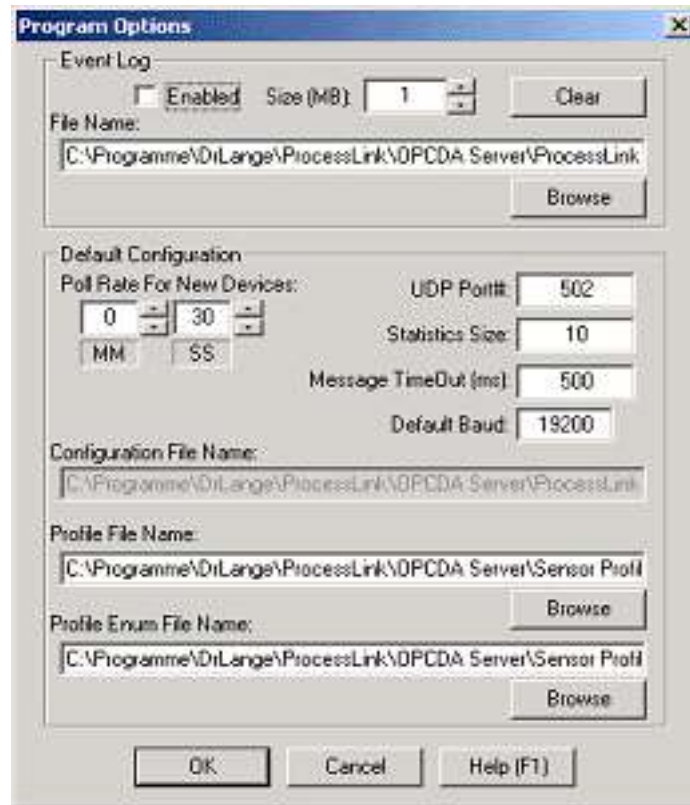 Program Options
Event Log
Enabled Size (MB): 1 Clear
File Name:
C:\Programme\DrLange\ProcessLink\OPCDA Server\ProcessLink
Browse
Default Configuration
Poll Rate For New Devices:
UDP Port#: 502
0 30
Statistics Size: 10
MM SS
Message TimeOut (ms): 500
Default Baud: 19200
Configuration File Name:
C:\Programme\DrLange\ProcessLink\OPCDA Server\ProcessLink
Profile File Name:
C:\Programme\DrLange\ProcessLink\OPCDA Server\Sensor Profil
Browse
Profile Enum File Name:
C:\Programme\DrLange\ProcessLink\OPCDA Server\Sensor Profil
Browse
OK Cancel Help (F1)